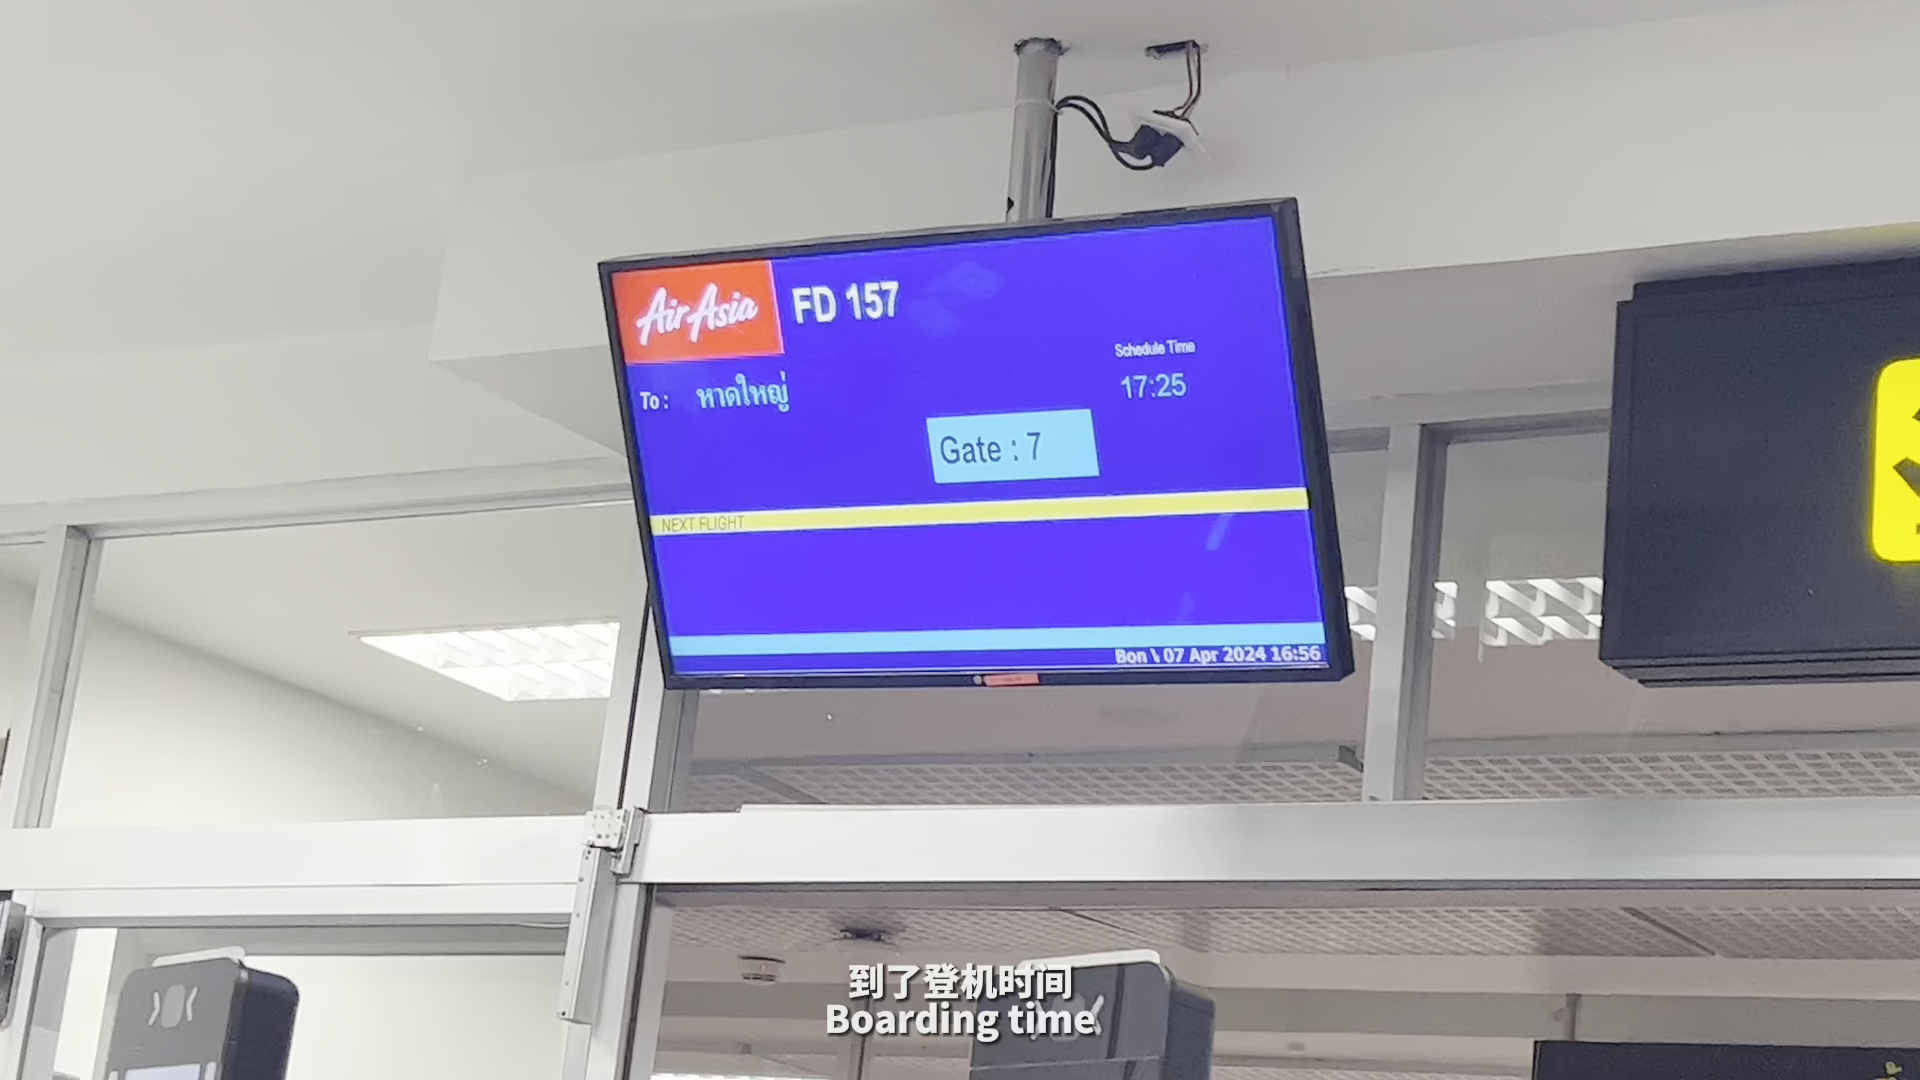 AirAsia
FD 157
Schedule Time
To : หาดใหญ่
17:25
Gate : 7
NEXT FLIGHT
Bon \ 07 Apr 2024 16:56
到了登机时间
Boarding time